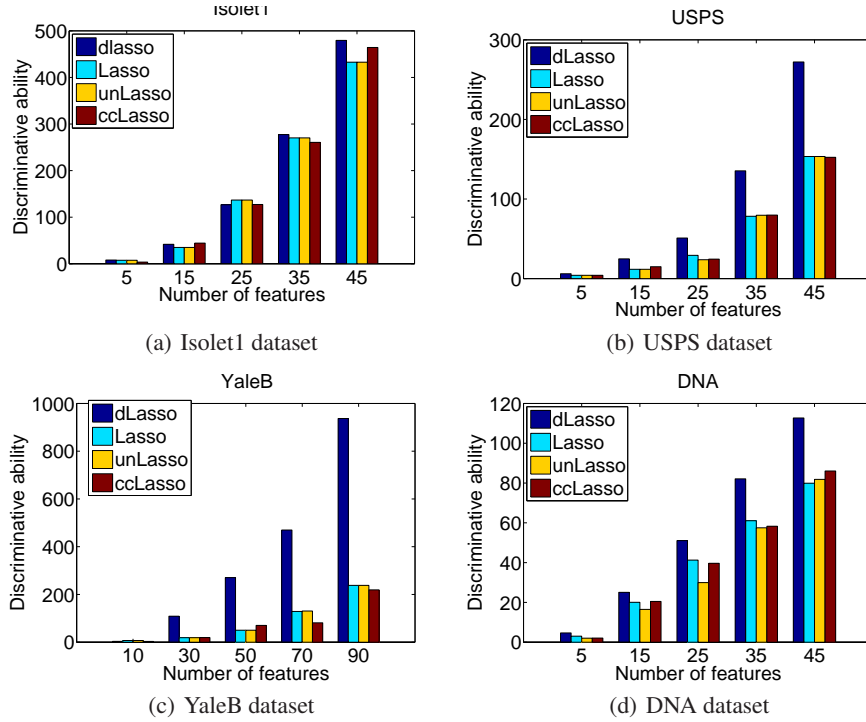 Isolet1
500
400
300
200
100
0
Discriminative ability
dlasso
Lasso
unLasso
ccLasso
5 15 25 35 45
Number of features
(a) Isolet1 dataset
USPS
300
200
100
0
Discriminative ability
dLasso
Lasso
unLasso
ccLasso
5 15 25 35 45
Number of features
(b) USPS dataset
YaleB
1000
800
600
400
200
0
Discriminative ability
dLasso
Lasso
unLasso
ccLasso
10 30 50 70 90
Number of features
(c) YaleB dataset
DNA
120
100
80
60
40
20
0
Discriminative ability
dLasso
Lasso
unLasso
ccLasso
5 15 25 35 45
Number of features
(d) DNA dataset